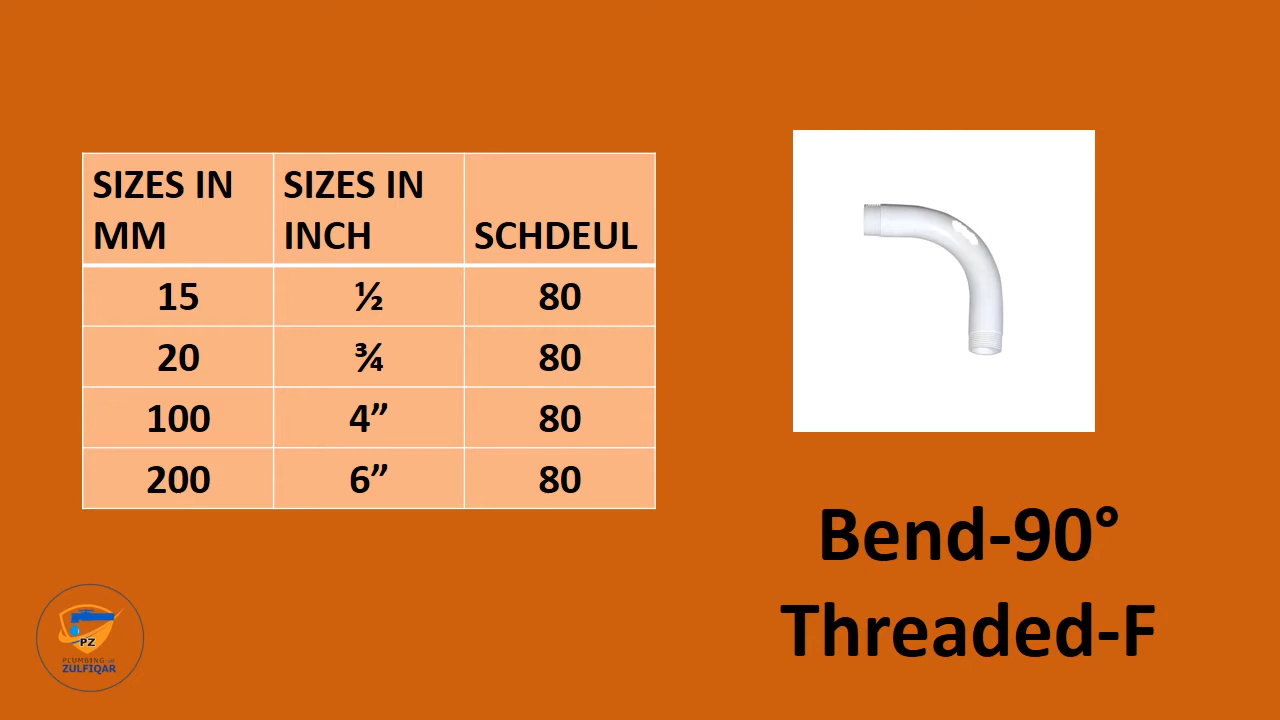 SIZES IN MM	SIZES IN INCH	SCHDEUL
15	½	80
20	¾	80
100	4”	80
200	6”	80
Bend-90°
Threaded-F
PZ
PLUMBING
ZULFIQAR